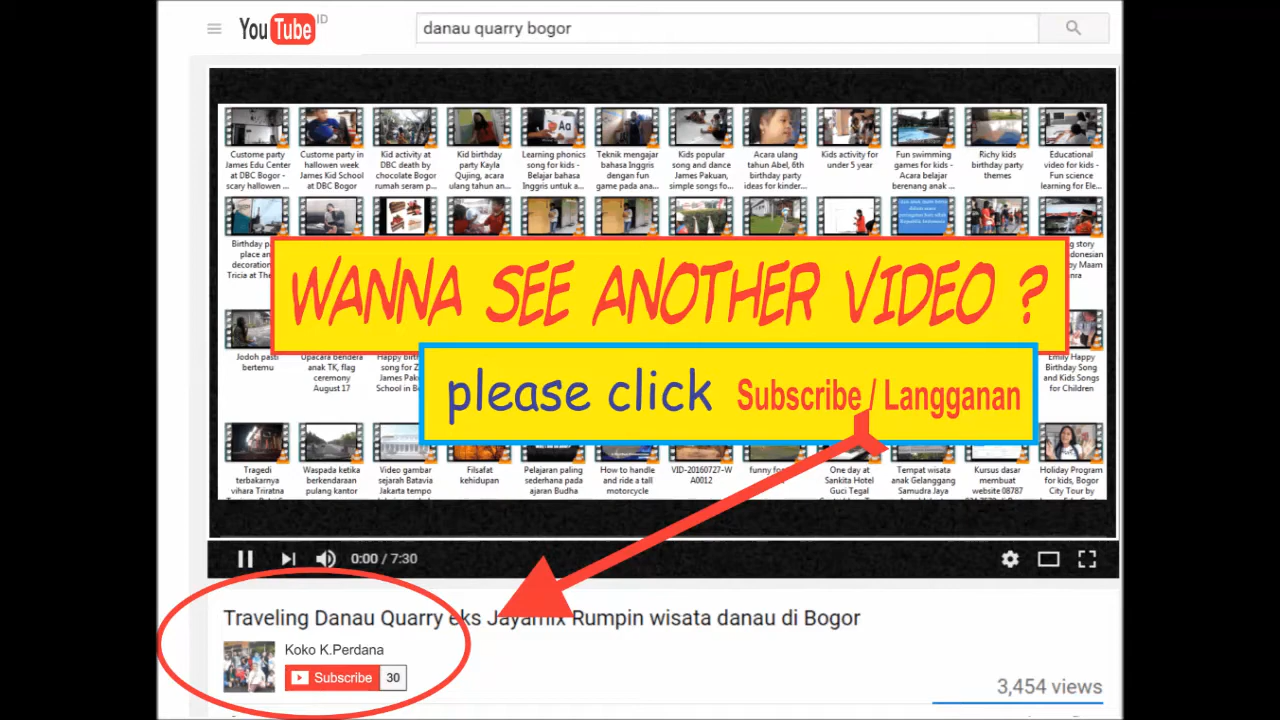 YouTube ID
danau quarry bogor
Custome party James Edu Center at DBC Bogor - scary hallowen ...
Custome party in hallowen week James Kid School at DBC Bogor
Kid activity at DBC death by chocolate Bogor rumah seram p...
Kid birthday party Kayla Qujing, acara ulang tahun an...
Learning phonics song for kids - Belajar bahasa Inggris untuk a...
Teknik mengajar bahasa Inggris dengan fun game pada ana...
Kids popular song and dance James Pakuan, simple songs fo...
Acara ulang tahun Abel, 6th birthday party ideas for kinder...
Kids activity for under 5 year
Fun swimming games for kids - Acara belajar berenang anak ...
Richy kids birthday party themes
Educational video for kids - Fun science learning for Ele...
Aa
WANNA SEE ANOTHER VIDEO ?
please click Subscribe / Langganan
Jodoh pasti bertemu
Upacara bendera anak TK, flag ceremony August 17
Emily Happy Birthday Song and Kids Songs for Children
Tragedi terbakarnya vihara Triratna
Waspada ketika berkendaraan pulang kantor
Video gambar sejarah Batavia Jakarta tempo
Filsafat kehidupan
Pelajaran paling sederhana pada ajaran Budha
How to handle and ride a tall motorcycle
VID-20160727-WA0012
funny fo
One day at Sankita Hotel Guci Tegal
Tempat wisata anak Gelanggang Samudra Jaya
Kursus dasar membuat website 08787
Holiday Program for kids, Bogor City Tour by
0:00 / 7:30
Traveling Danau Quarry eks Jayamix Rumpin wisata danau di Bogor
Koko K.Perdana
Subscribe 30
3,454 views